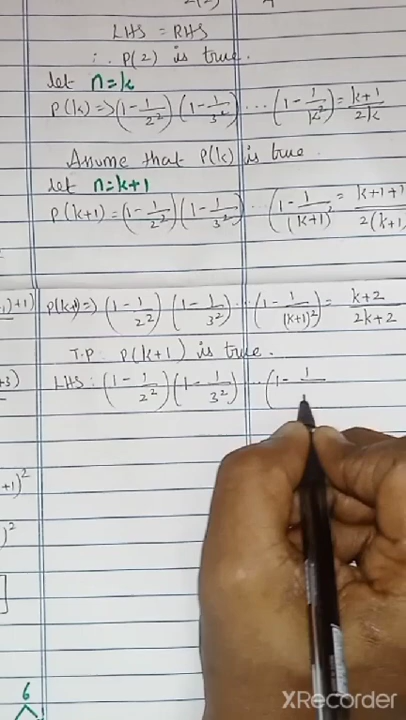 LHS = RHS
∴ P(2) is true.
let n=k
P(k) => (1 - 1/2²) (1 - 1/3²) ... (1 - 1/k²) = k+1/2k
Assume that P(k) is true.
let n=k+1
P(k+1) = (1 - 1/2²) (1 - 1/3²) ... (1 - 1/(k+1)² = k+1+1/2(k+1)
P(k+1) => (1 - 1/2²) (1 - 1/3²) ... (1 - 1/(k+1)²) = k+2/2k+2
T.P: P(k+1) is true.
LHS: (1 - 1/2²) (1 - 1/3²) ... (1 - 1/
+1)²
)²
6
XRecorder